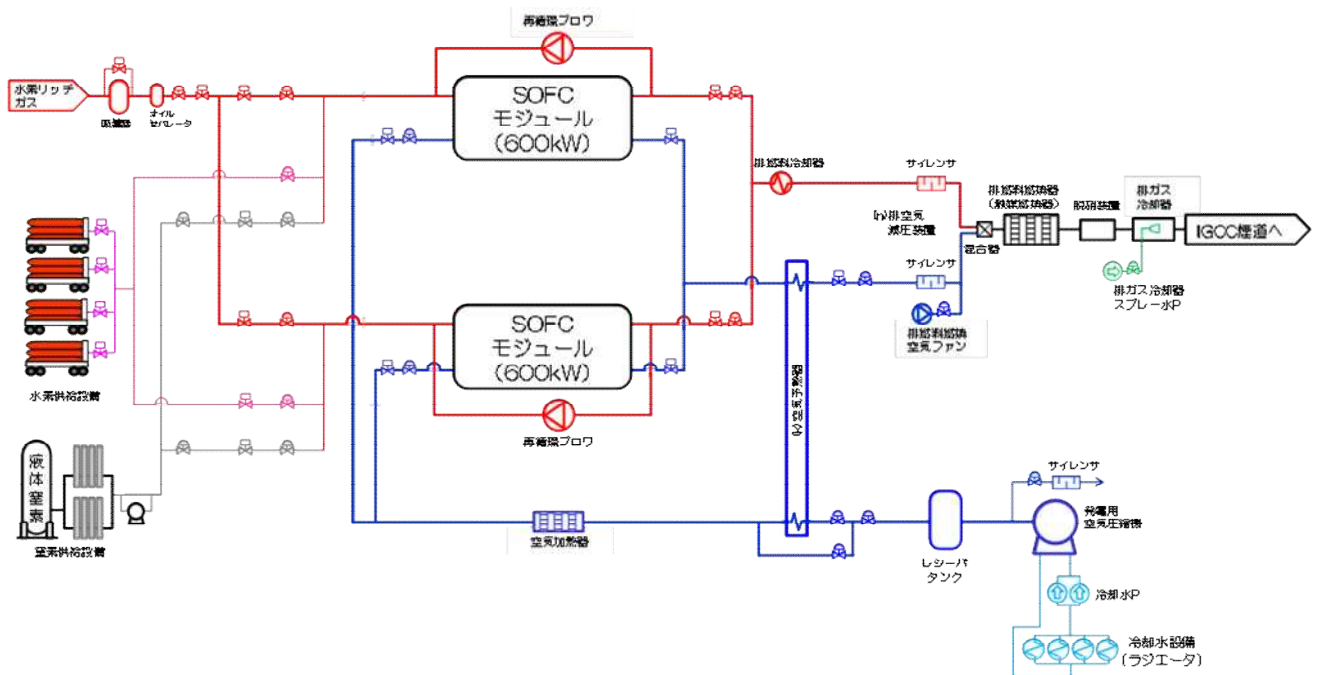 再循環ブロワ
水素リッチ
ガス
吸着器
オイル
セパレータ
SOFC
モジュール
(600kW)
排燃料冷却器
サイレンサ
排燃料燃焼器
(触媒燃焼器)
脱硝装置
排ガス
冷却器
排空気
減圧装置
混合器
IGCC煙道へ
サイレンサ
排ガス冷却器
スプレー水P
排燃料燃焼
空気ファン
SOFC
モジュール
(600kW)
水素供給設備
空気予熱器
再循環ブロワ
液体窒素
窒素供給設備
空気加熱器
サイレンサ
発電用
空気圧縮機
レシーバ
タンク
冷却水P
冷却水設備
(ラジエータ)